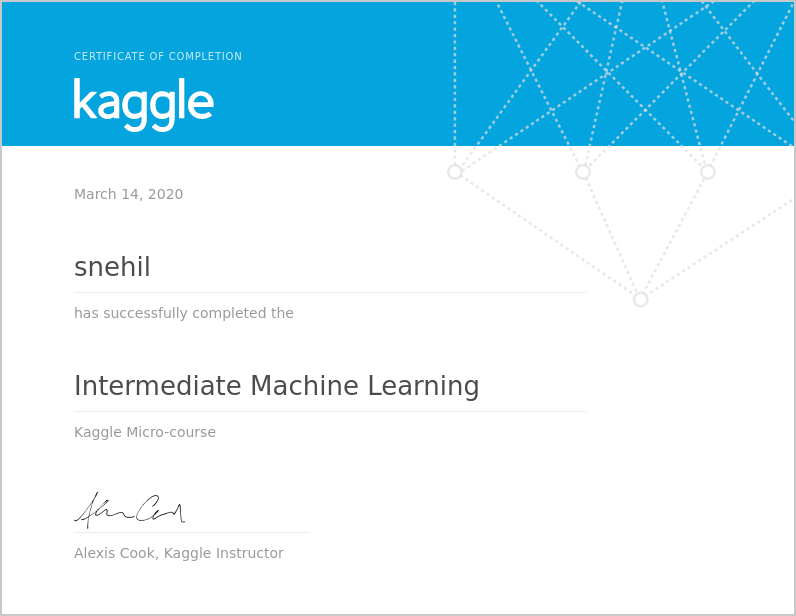 CERTIFICATE OF COMPLETION
kaggle
March 14, 2020
snehil
has successfully completed the
Intermediate Machine Learning
Kaggle Micro-course
Alexis Cook, Kaggle Instructor